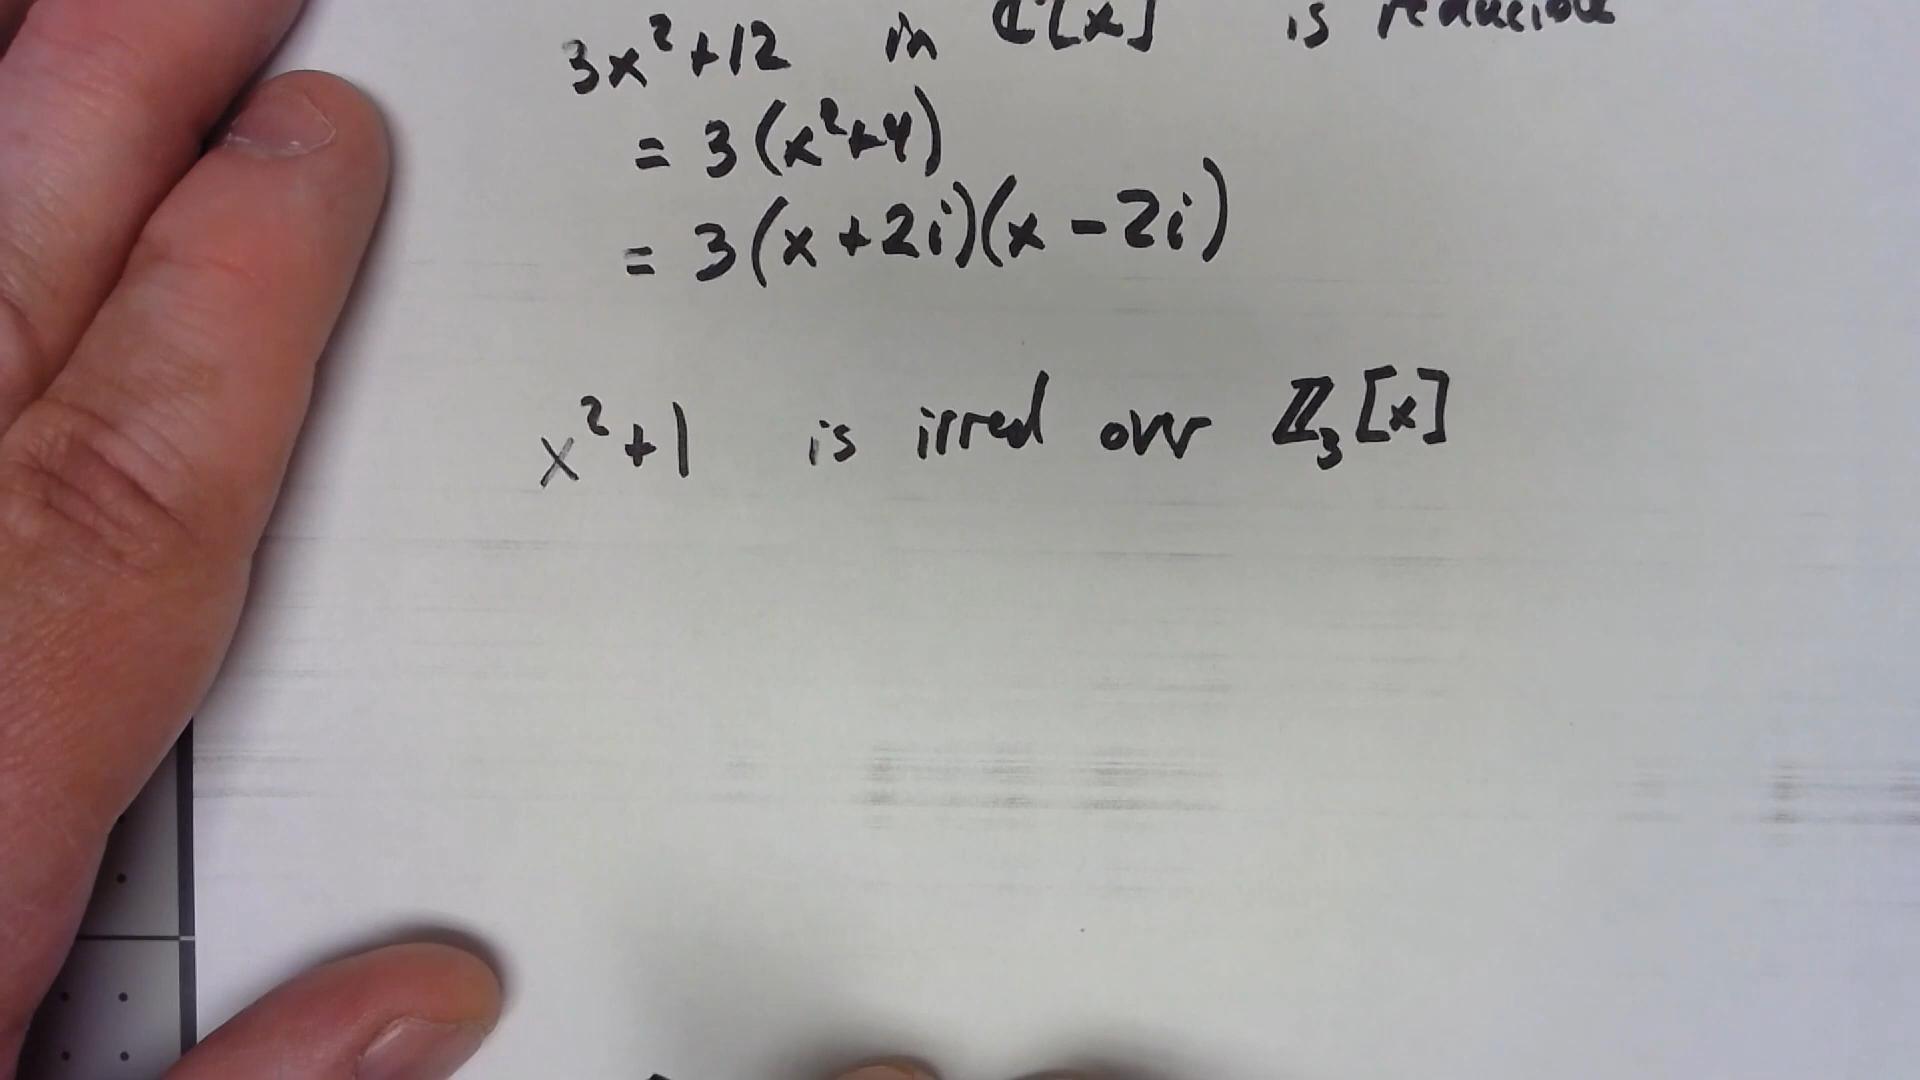 3x²+12 in ℂ[x] is reducible
= 3(x²+4)
= 3(x+2i)(x-2i)
x²+1 is irred over ℤ₃[x]